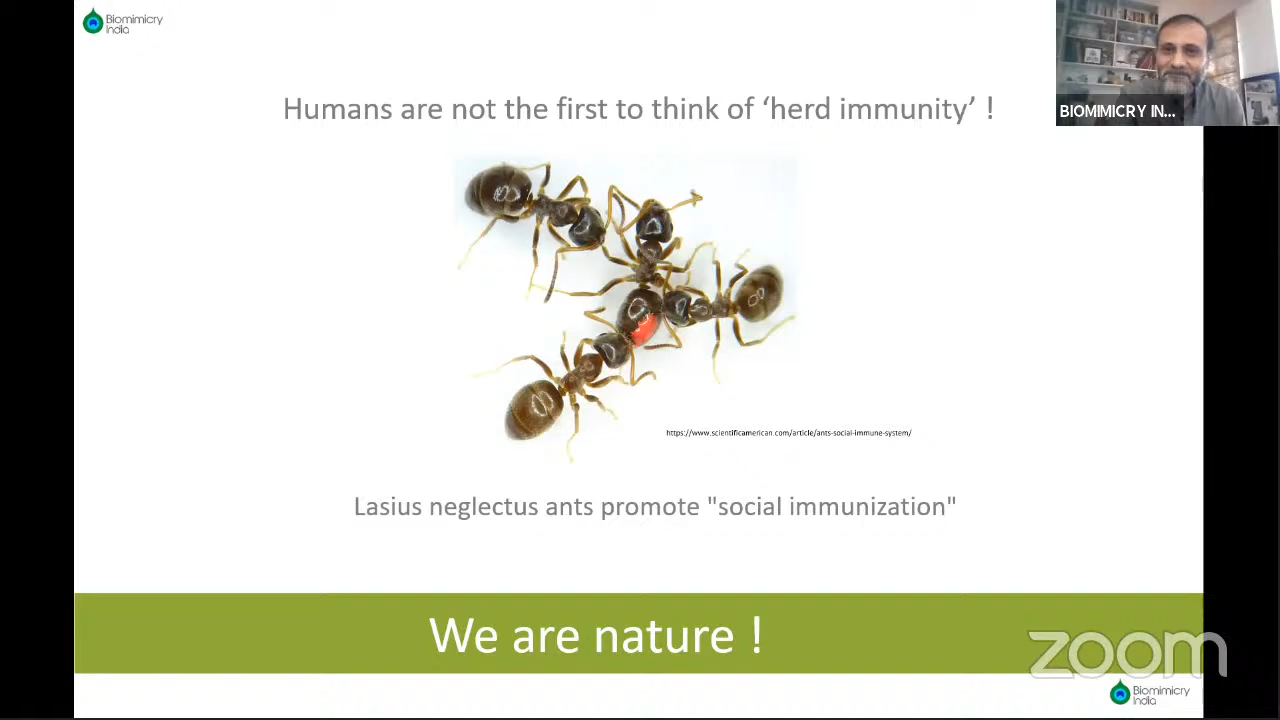 Biomimicry
India
Humans are not the first to think of ‘herd immunity’ !
BIOMIMICRY IN...
https://www.scientificamerican.com/article/ants-social-immune-system/
Lasius neglectus ants promote "social immunization"
We are nature !
zoom
Biomimicry
India